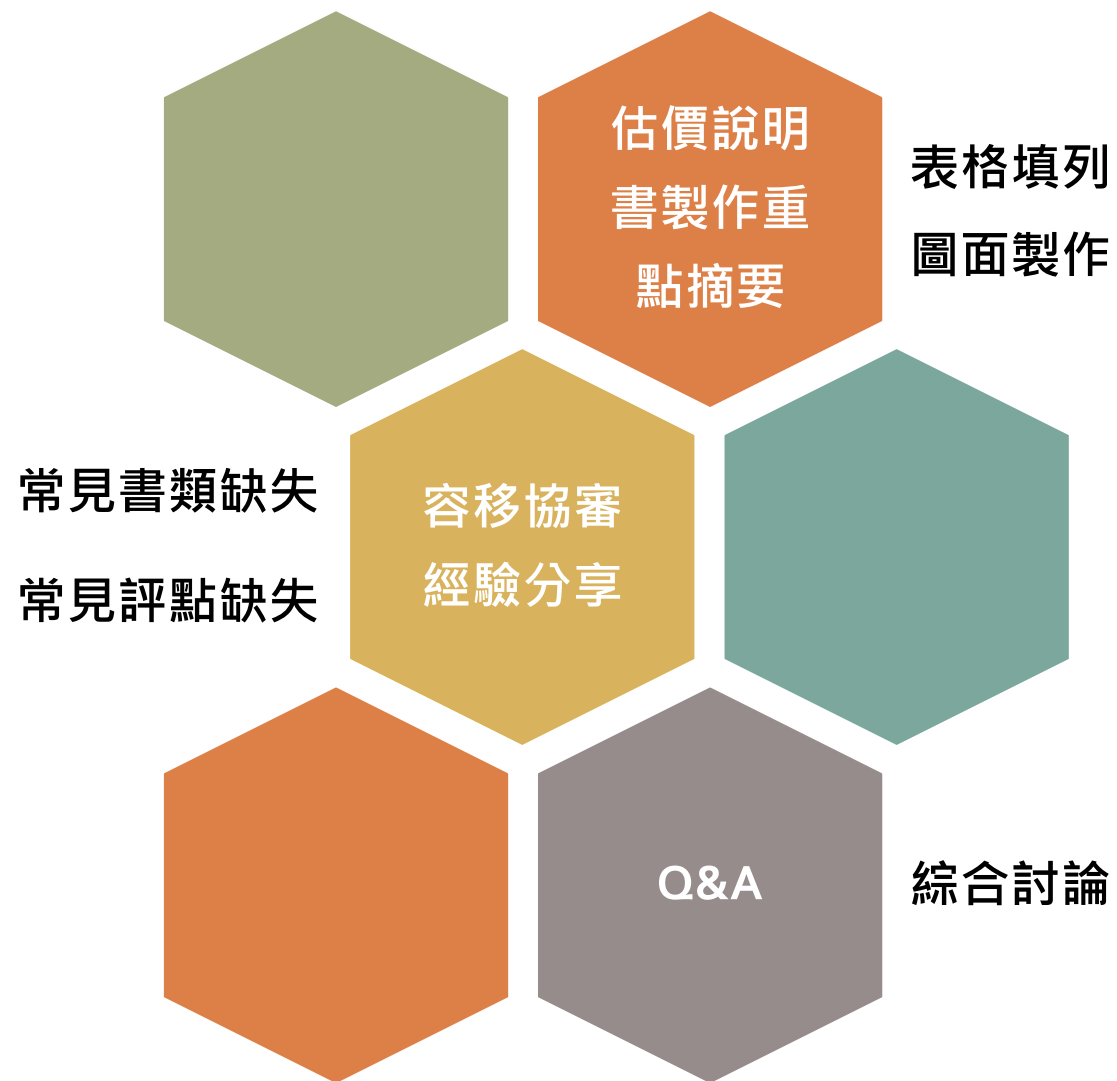 估價說明
書製作重
點摘要
表格填列
圖面製作
常見書類缺失
常見評點缺失
容移協審
經驗分享
Q&A
綜合討論